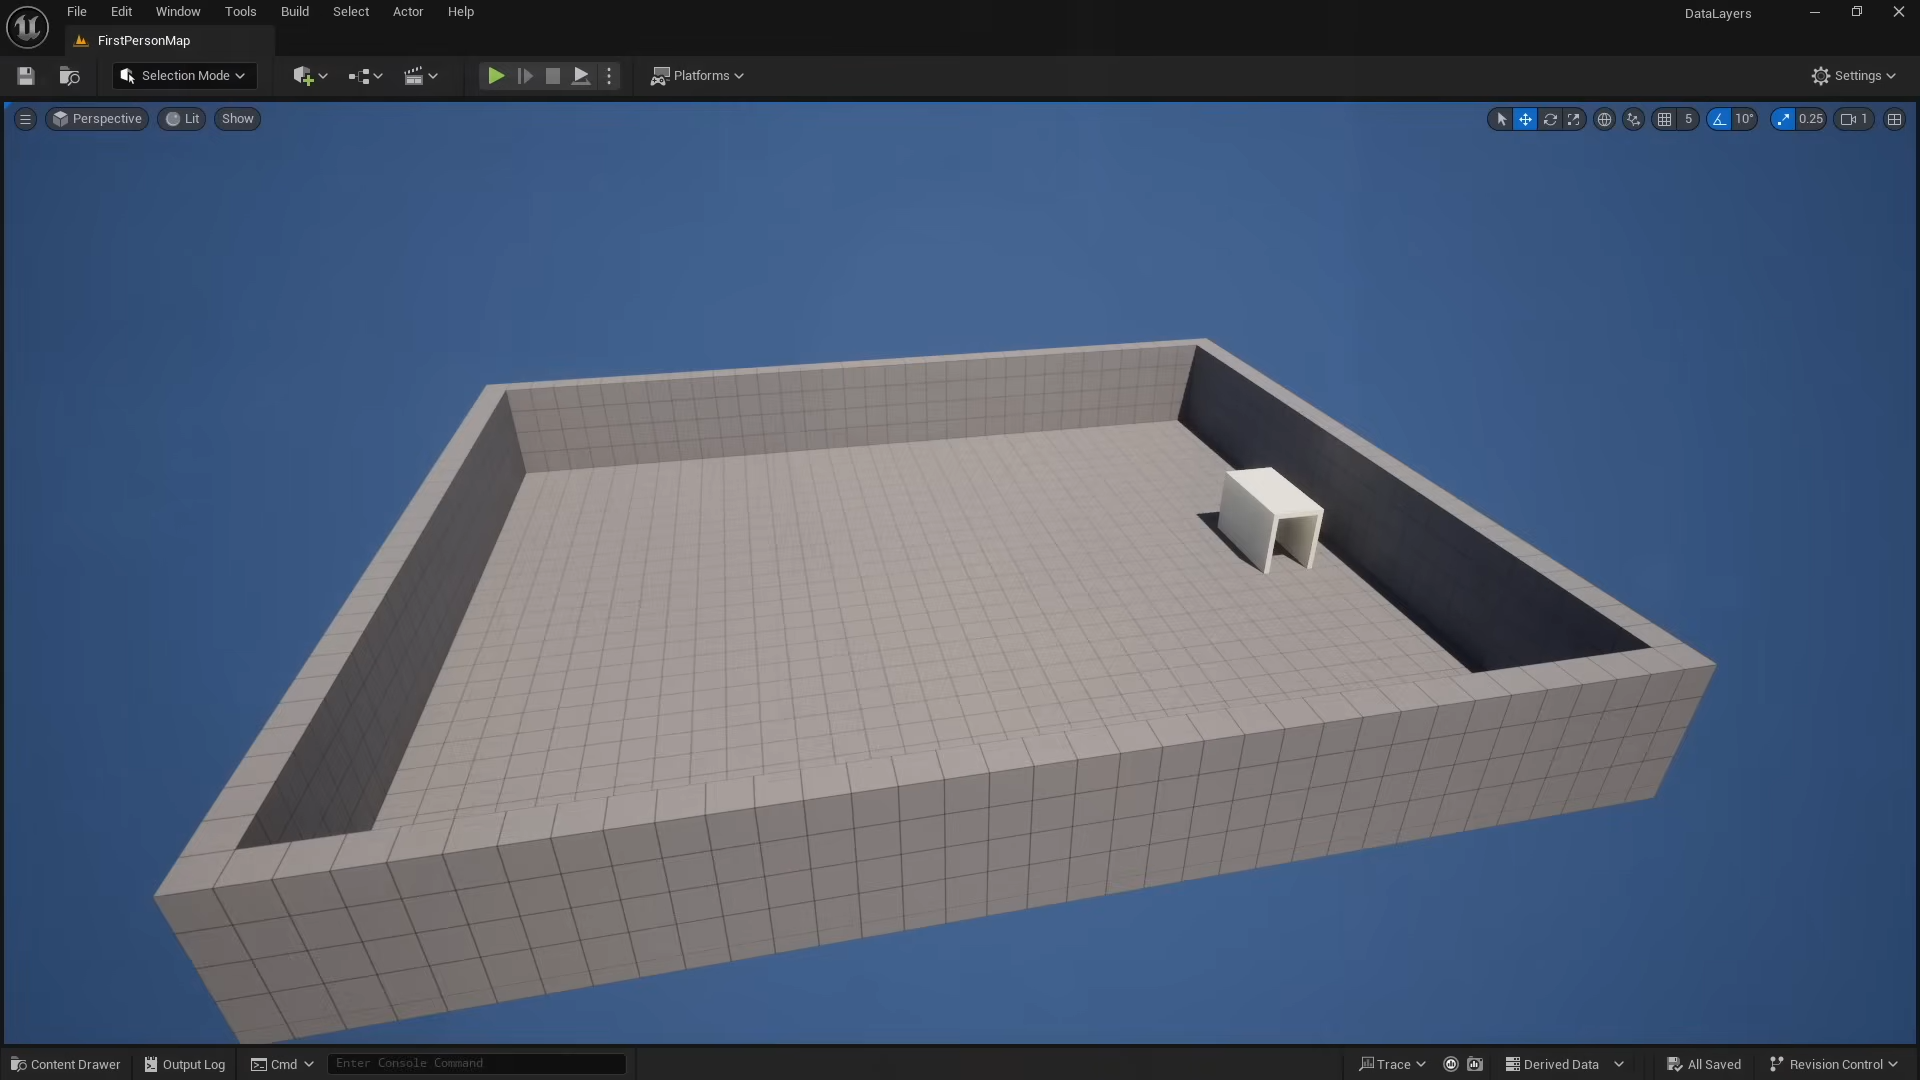 File Edit Window Tools Build Select Actor Help
DataLayers
FirstPersonMap
Selection Mode
Platforms
Settings
Perspective Lit Show
5 10° 0.25 1
Content Drawer Output Log Cmd Enter Console Command
Trace Derived Data All Saved Revision Control